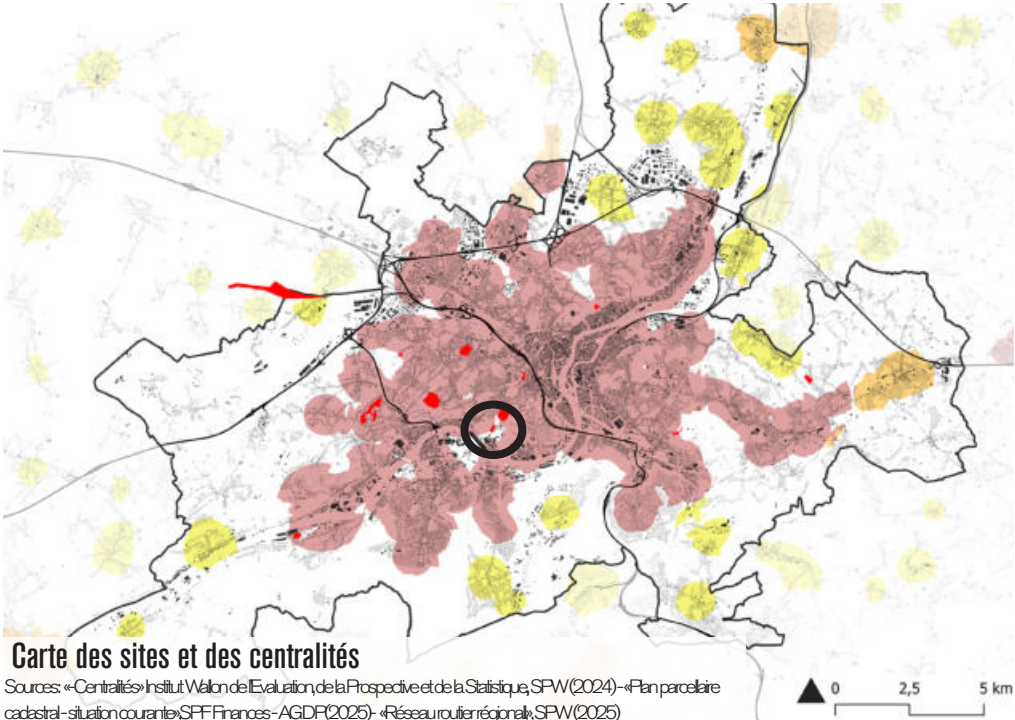 Carte des sites et des centralités
Sources: «-Centralités» Institut Wallon de l'Evaluation, de la Prospective et de la Statistique, SPW (2024) - «Plan parcellaire
cadastral - situation courante», SPF Finances - AGDP (2025) - «Réseau routier régional», SPW (2025)
0 2,5 5 km